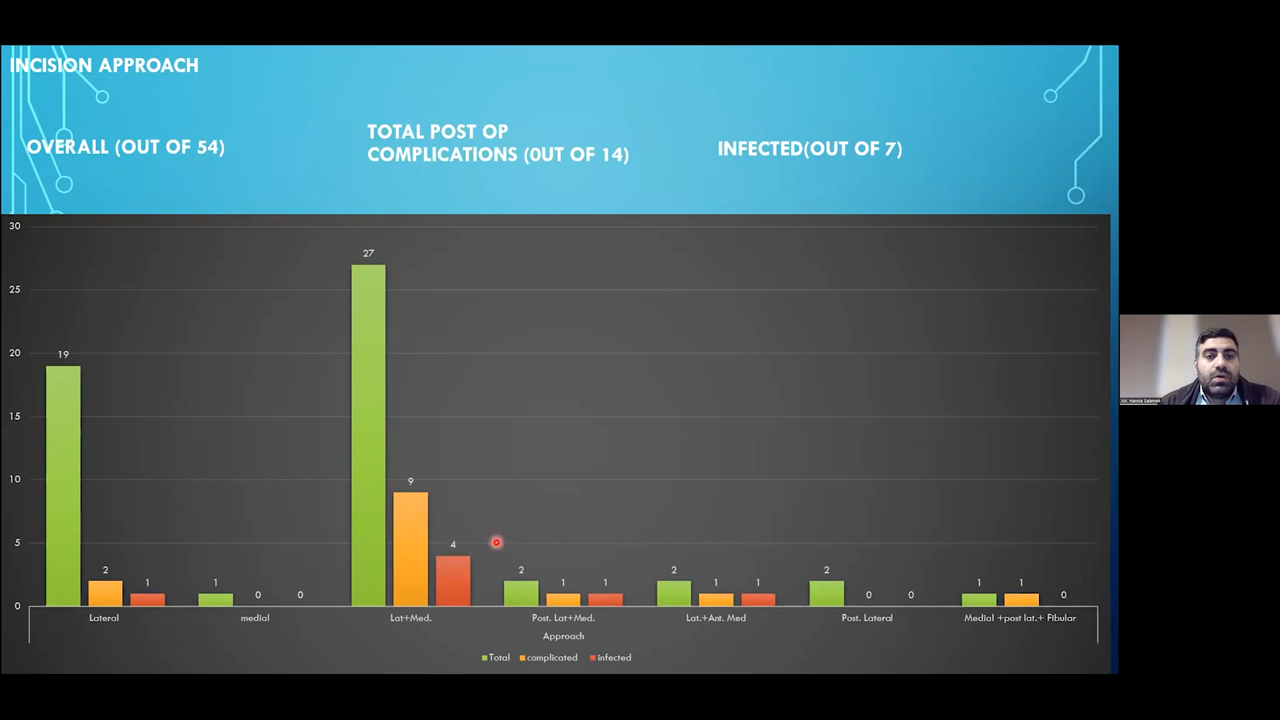 INCISION APPROACH
OVERALL (OUT OF 54)
TOTAL POST OP
COMPLICATIONS (0UT OF 14)
INFECTED(OUT OF 7)
30
25
20
15
10
5
0
19
2
1
1
0
0
27
9
4
2
1
1
2
1
1
2
0
0
1
1
0
Lateral
medial
Lat+Med.
Post. Lat+Med.
Lat.+Ant. Med
Post. Lateral
Medial +post lat.+ Fibular
Approach
Total
complicated
infected
Mr. Hamza Salameh